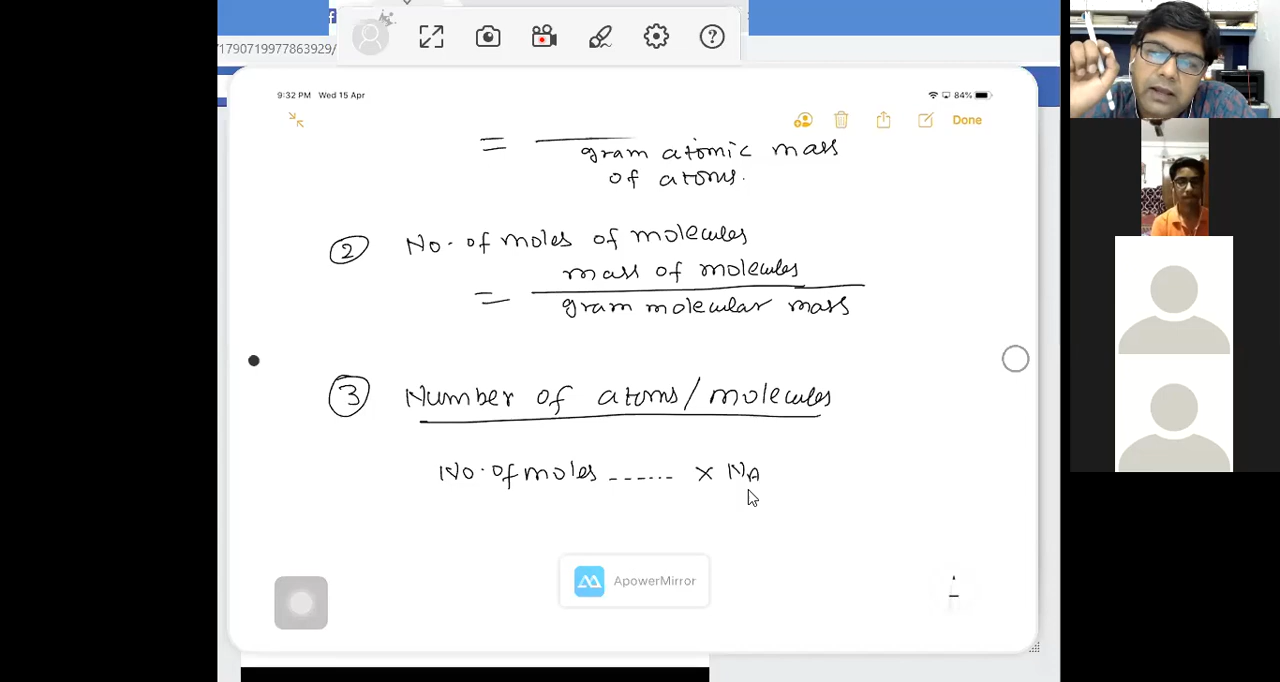 1790719977863929/
9:32 PM Wed 15 Apr
84%
Done
= gram atomic mass
of atoms.
② No. of moles of molecules
mass of molecules
= gram molecular mass
③ Number of atoms/molecules
No. of moles ------ × NA
ApowerMirror